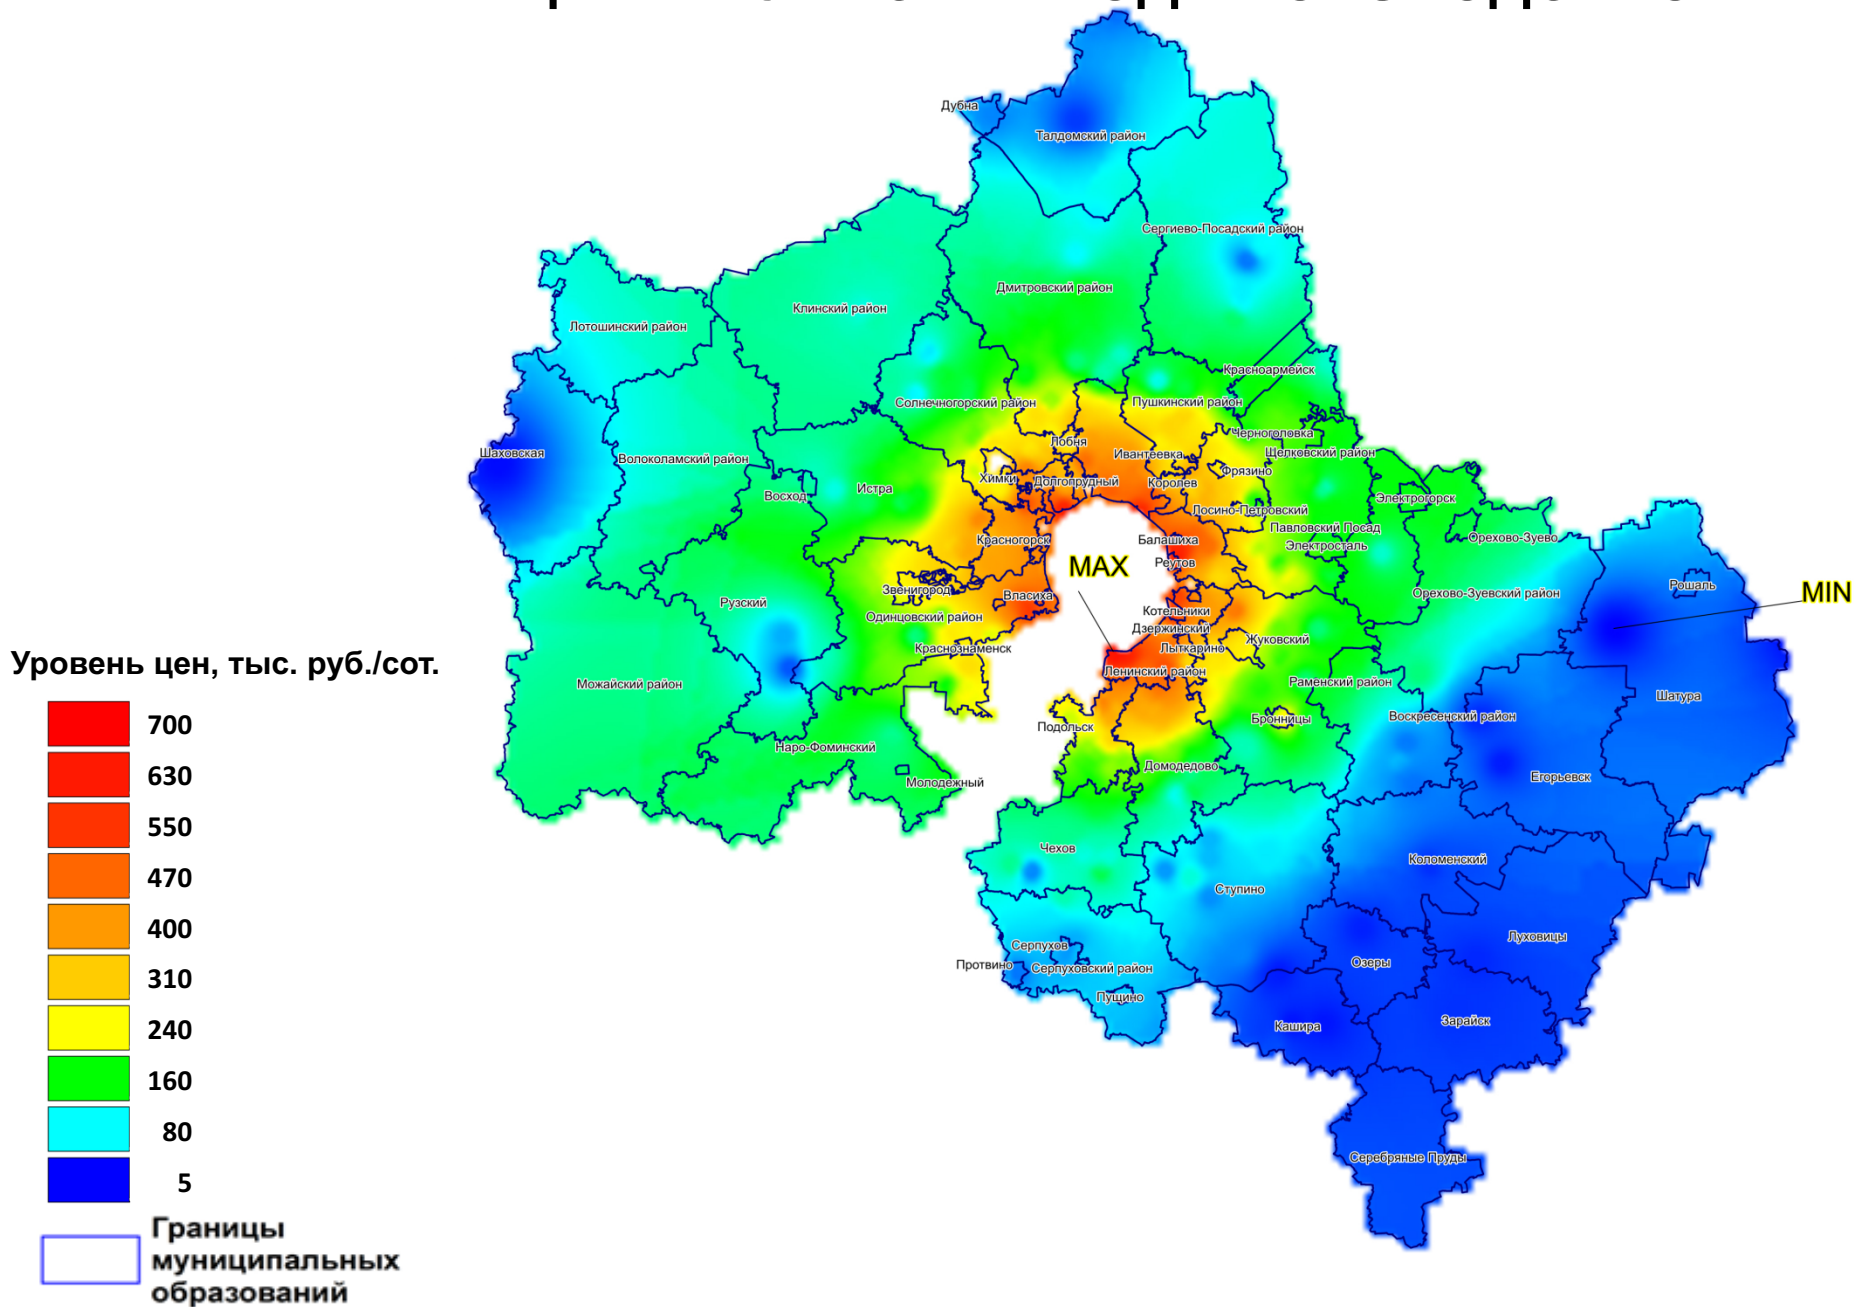 Дубна
Талдомский район
Сергиево-Посадский район
Дмитровский район
Клинский район
Лотошинский район
Красноармейск
Солнечногорский район
Пушкинский район
Черноголовка
Лобня
Щелковский район
Шаховская
Волоколамский район
Ивантеевка
Фрязино
Химки
Долгопрудный
Королев
Истра
Восход
Электрогорск
Лосино-Петровский
Павловский Посад
Орехово-Зуево
Красногорск
Балашиха
Электросталь
MAX
Реутов
Рошаль
MIN
Звенигород
Власиха
Орехово-Зуевский район
Рузский
Котельники
Одинцовский район
Дзержинский
Жуковский
Краснознаменск
Лыткарино
Уровень цен, тыс. руб./сот.
Ленинский район
Можайский район
Раменский район
Шатура
700
Воскресенский район
Бронницы
Подольск
Наро-Фоминский
Домодедово
630
Егорьевск
Молодежный
550
Чехов
Коломенский
470
Ступино
400
Луховицы
Серпухов
Озеры
Протвино
Серпуховский район
310
Пущино
Зарайск
Кашира
240
160
80
Серебряные Пруды
5
Границы
муниципальных
образований